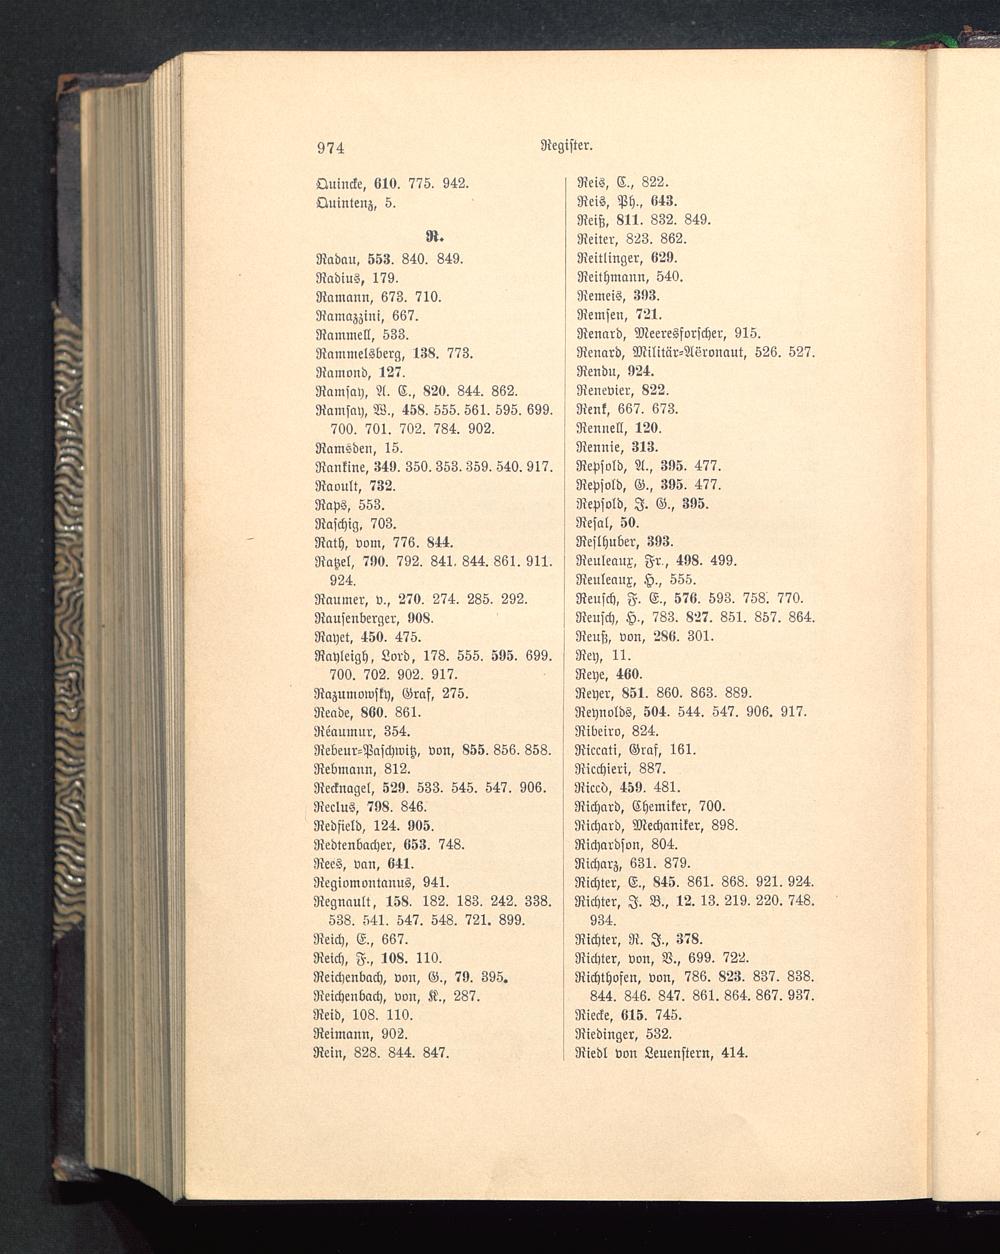 974
Regiſter.
Quincke, 610. 775. 942.
Quintenz, 5.
R.
Radau, 553. 840. 849.
Radius, 179.
Ramann, 673. 710.
Ramazzini, 667.
Rammell, 533.
Rammelsberg, 138. 773.
Ramond, 127.
Ramſay, A. C., 820. 844. 862.
Ramſay, W., 458. 555. 561. 595. 699.
700. 701. 702. 784. 902.
Ramsden, 15.
Rankine, 349. 350. 353. 359. 540. 917.
Raoult, 732.
Raps, 553.
Raſchig, 703.
Rath, vom, 776. 844.
Ratzel, 790. 792. 841. 844. 861. 911.
924.
Raumer, v., 270. 274. 285. 292.
Rauſenberger, 908.
Rayet, 450. 475.
Rayleigh, Lord, 178. 555. 595. 699.
700. 702. 902. 917.
Razumowſky, Graf, 275.
Reade, 860. 861.
Réaumur, 354.
Rebeur-Paſchwitz, von, 855. 856. 858.
Rebmann, 812.
Recknagel, 529. 533. 545. 547. 906.
Reclus, 798. 846.
Redfield, 124. 905.
Redtenbacher, 653. 748.
Rees, van, 641.
Regiomontanus, 941.
Regnault, 158. 182. 183. 242. 338.
538. 541. 547. 548. 721. 899.
Reich, E., 667.
Reich, F., 108. 110.
Reichenbach, von, G., 79. 395.
Reichenbach, von, K., 287.
Reid, 108. 110.
Reimann, 902.
Rein, 828. 844. 847.
Reis, C., 822.
Reis, Ph., 643.
Reiß, 811. 832. 849.
Reiter, 823. 862.
Reitlinger, 629.
Reithmann, 540.
Remeis, 393.
Remſen, 721.
Renard, Meeresforſcher, 915.
Renard, Militär-Aëronaut, 526. 527.
Rendu, 924.
Renevier, 822.
Renk, 667. 673.
Rennell, 120.
Rennie, 313.
Repſold, A., 395. 477.
Repſold, G., 395. 477.
Repſold, J. G., 395.
Reſal, 50.
Reſlhuber, 393.
Reuleaux, Fr., 498. 499.
Reuleaux, H., 555.
Reuſch, F. E., 576. 593. 758. 770.
Reuſch, H., 783. 827. 851. 857. 864.
Reuß, von, 286. 301.
Rey, 11.
Reye, 460.
Reyer, 851. 860. 863. 889.
Reynolds, 504. 544. 547. 906. 917.
Ribeiro, 824.
Riccati, Graf, 161.
Ricchieri, 887.
Riccò, 459. 481.
Richard, Chemiker, 700.
Richard, Mechaniker, 898.
Richardſon, 804.
Richarz, 631. 879.
Richter, E., 845. 861. 868. 921. 924.
Richter, J. B., 12. 13. 219. 220. 748.
934.
Richter, R. J., 378.
Richter, von, V., 699. 722.
Richthofen, von, 786. 823. 837. 838.
844. 846. 847. 861. 864. 867. 937.
Riecke, 615. 745.
Riedinger, 532.
Riedl von Leuenſtern, 414.